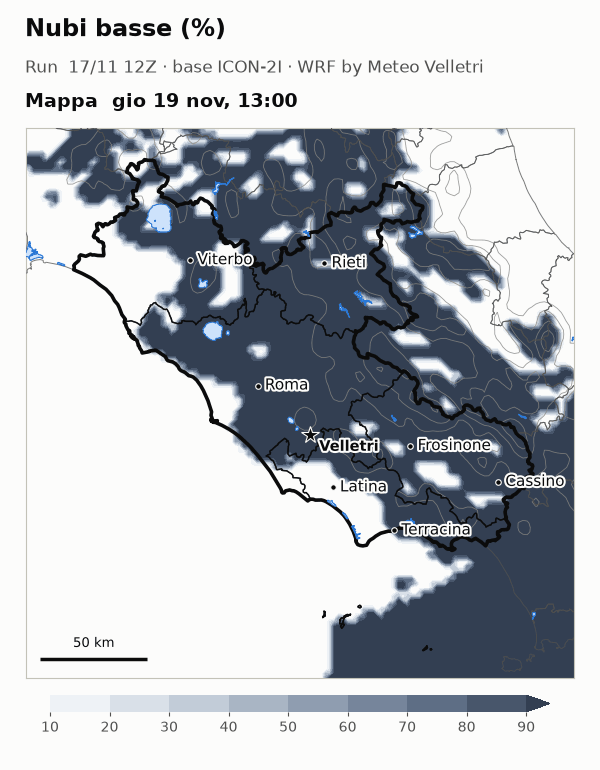 Nubi basse (%)
Run  17/11 12Z · base ICON-2I · WRF by Meteo Velletri
Mappa  gio 19 nov, 13:00
Viterbo
Rieti
Roma
Velletri
Frosinone
Latina
Cassino
Terracina
50 km
10 20 30 40 50 60 70 80 90